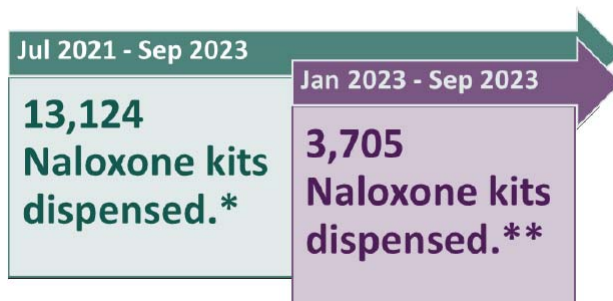 Jul 2021 - Sep 2023
13,124
Naloxone kits
dispensed.*
Jan 2023 - Sep 2023
3,705
Naloxone kits
dispensed.**